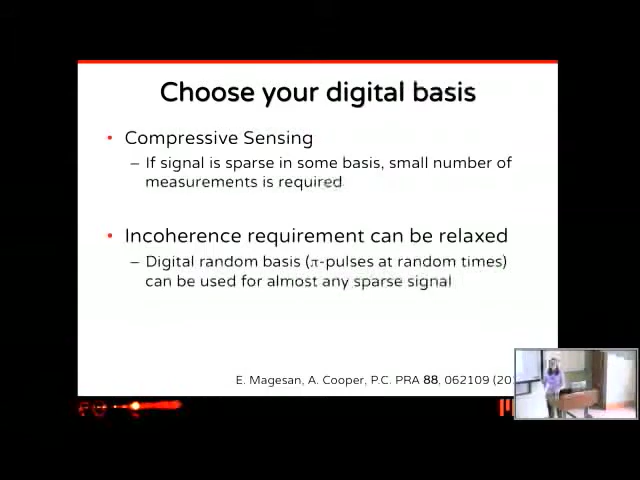 Choose your digital basis
• Compressive Sensing
– If signal is sparse in some basis, small number of
measurements is required
• Incoherence requirement can be relaxed
– Digital random basis (π-pulses at random times)
can be used for almost any sparse signal
E. Magesan, A. Cooper, P.C. PRA 88, 062109 (20